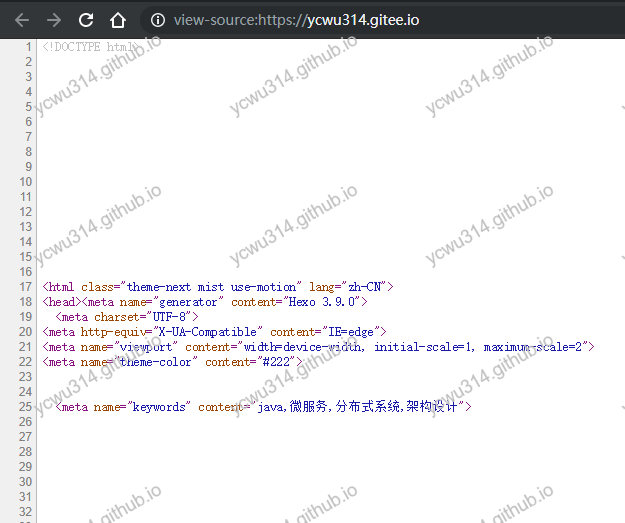 view-source:https://ycwu314.gitee.io
1 <!DOCTYPE html>
2
3
4
5
6
7
8
9
10
11
12
13
14
15
16
17 <html class="theme-next mist use-motion" lang="zh-CN">
18 <head><meta name="generator" content="Hexo 3.9.0">
19 <meta charset="UTF-8">
20 <meta http-equiv="X-UA-Compatible" content="IE=edge">
21 <meta name="viewport" content="width=device-width, initial-scale=1, maximum-scale=2">
22 <meta name="theme-color" content="#222">
23
24
25 <meta name="keywords" content="java,微服务,分布式系统,架构设计">
26
27
28
29
30
31
32
ycwu314.github.io
ycwu314.github.io
ycwu314.github.io
ycwu314.github.io
ycwu314.github.io
ycwu314.github.io
ycwu314.github.io
ycwu314.github.io
ycwu314.github.io
ycwu314.github.io
ycwu314.github.io
ycwu314.github.io